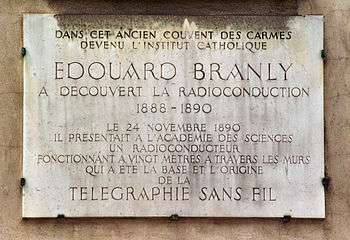 DANS CET ANCIEN COUVENT DES CARMES
DEVENU L'INSTITUT CATHOLIQUE
EDOUARD BRANLY
A DECOUVERT LA RADIOCONDUCTION
1888-1890
LE 24 NOVEMBRE 1890
IL PRESENTAIT A L'ACADEMIE DES SCIENCES
UN RADIOCONDUCTEUR
FONCTIONNANT A VINGT METRES A TRAVERS LES MURS
QUI A ETE LA BASE ET L'ORIGINE
DE LA
TELEGRAPHIE SANS FIL